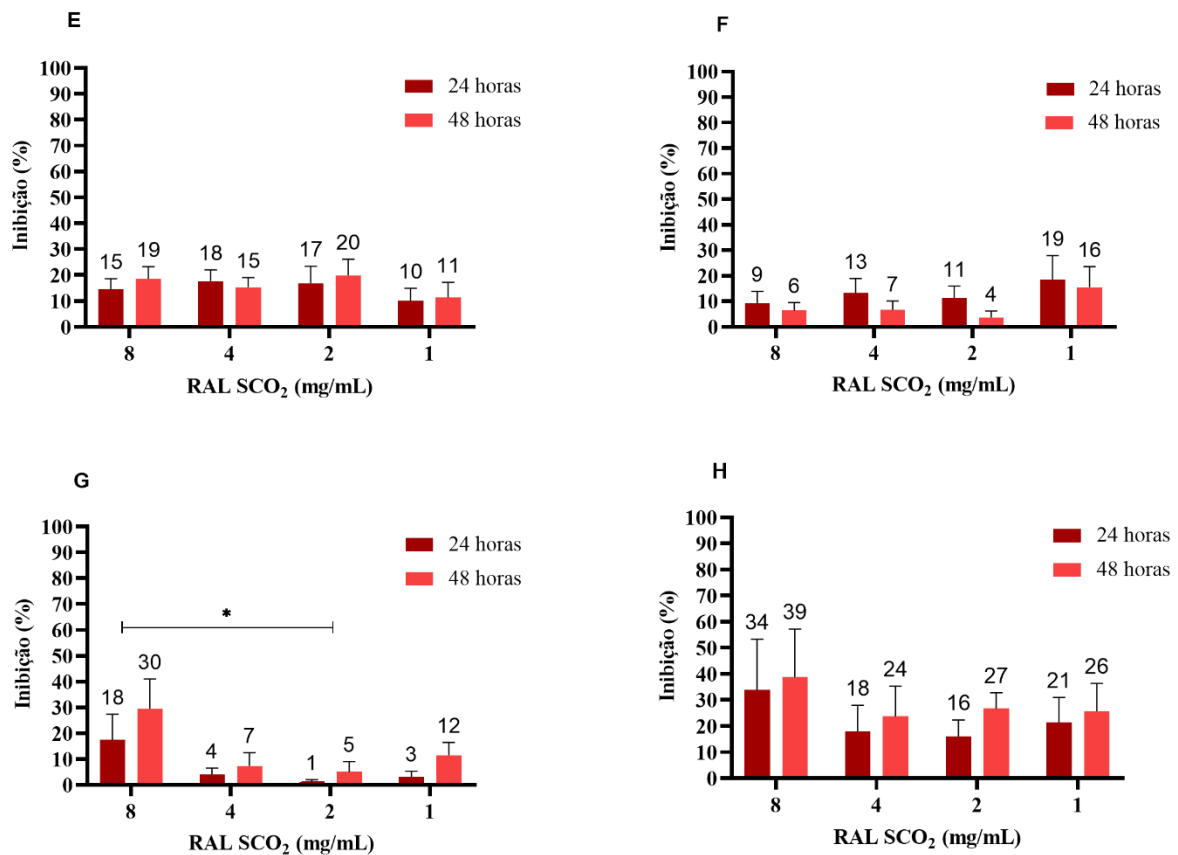 E
100
90
80
70
60
50
40
30
20
10
0
Inibição (%)
24 horas
48 horas
15 19 18 15 17 20 10 11
8 4 2 1
RAL SCO₂ (mg/mL)
F
100
90
80
70
60
50
40
30
20
10
0
Inibição (%)
24 horas
48 horas
9 6 13 7 11 4 19 16
8 4 2 1
RAL SCO₂ (mg/mL)
G
100
90
80
70
60
50
40
30
20
10
0
Inibição (%)
24 horas
48 horas
*
18 30 4 7 1 5 3 12
8 4 2 1
RAL SCO₂ (mg/mL)
H
100
90
80
70
60
50
40
30
20
10
0
Inibição (%)
24 horas
48 horas
34 39 18 24 16 27 21 26
8 4 2 1
RAL SCO₂ (mg/mL)